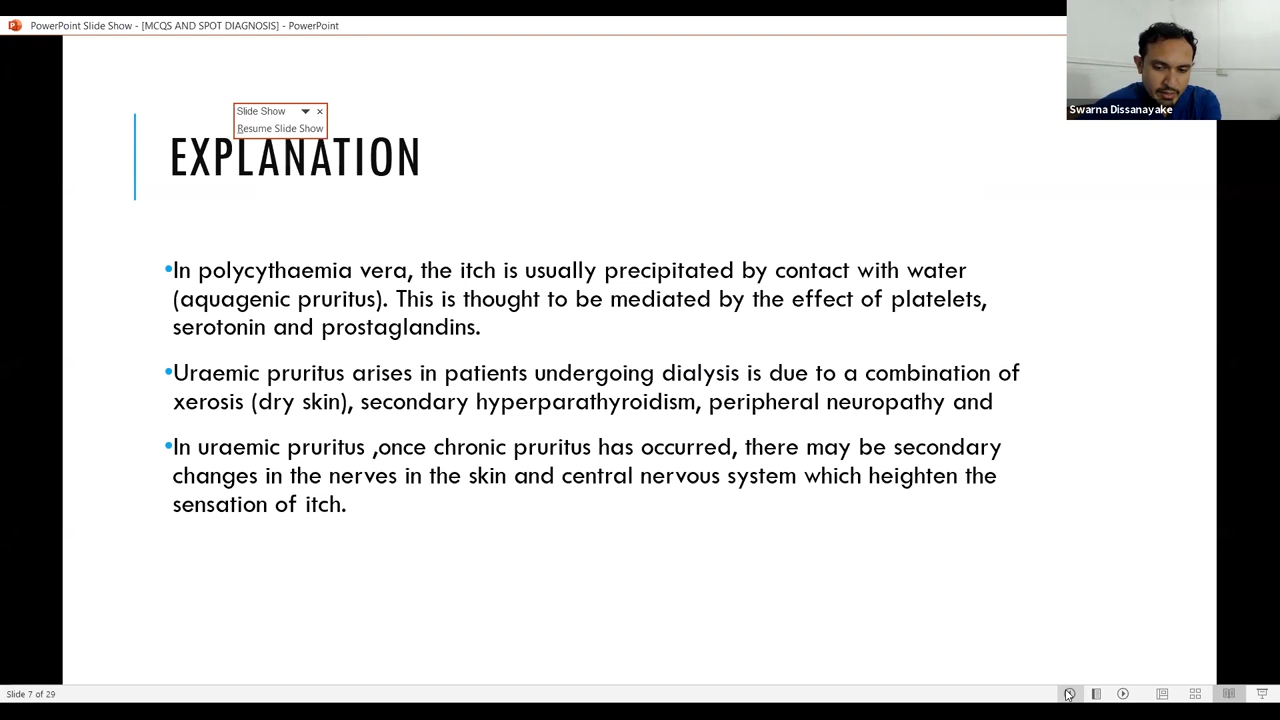 PowerPoint Slide Show - [MCQS AND SPOT DIAGNOSIS] - PowerPoint
Swarna Dissanayake
Slide Show
Resume Slide Show
EXPLANATION
•In polycythaemia vera, the itch is usually precipitated by contact with water
(aquagenic pruritus). This is thought to be mediated by the effect of platelets,
serotonin and prostaglandins.
•Uraemic pruritus arises in patients undergoing dialysis is due to a combination of
xerosis (dry skin), secondary hyperparathyroidism, peripheral neuropathy and
•In uraemic pruritus ,once chronic pruritus has occurred, there may be secondary
changes in the nerves in the skin and central nervous system which heighten the
sensation of itch.
Slide 7 of 29